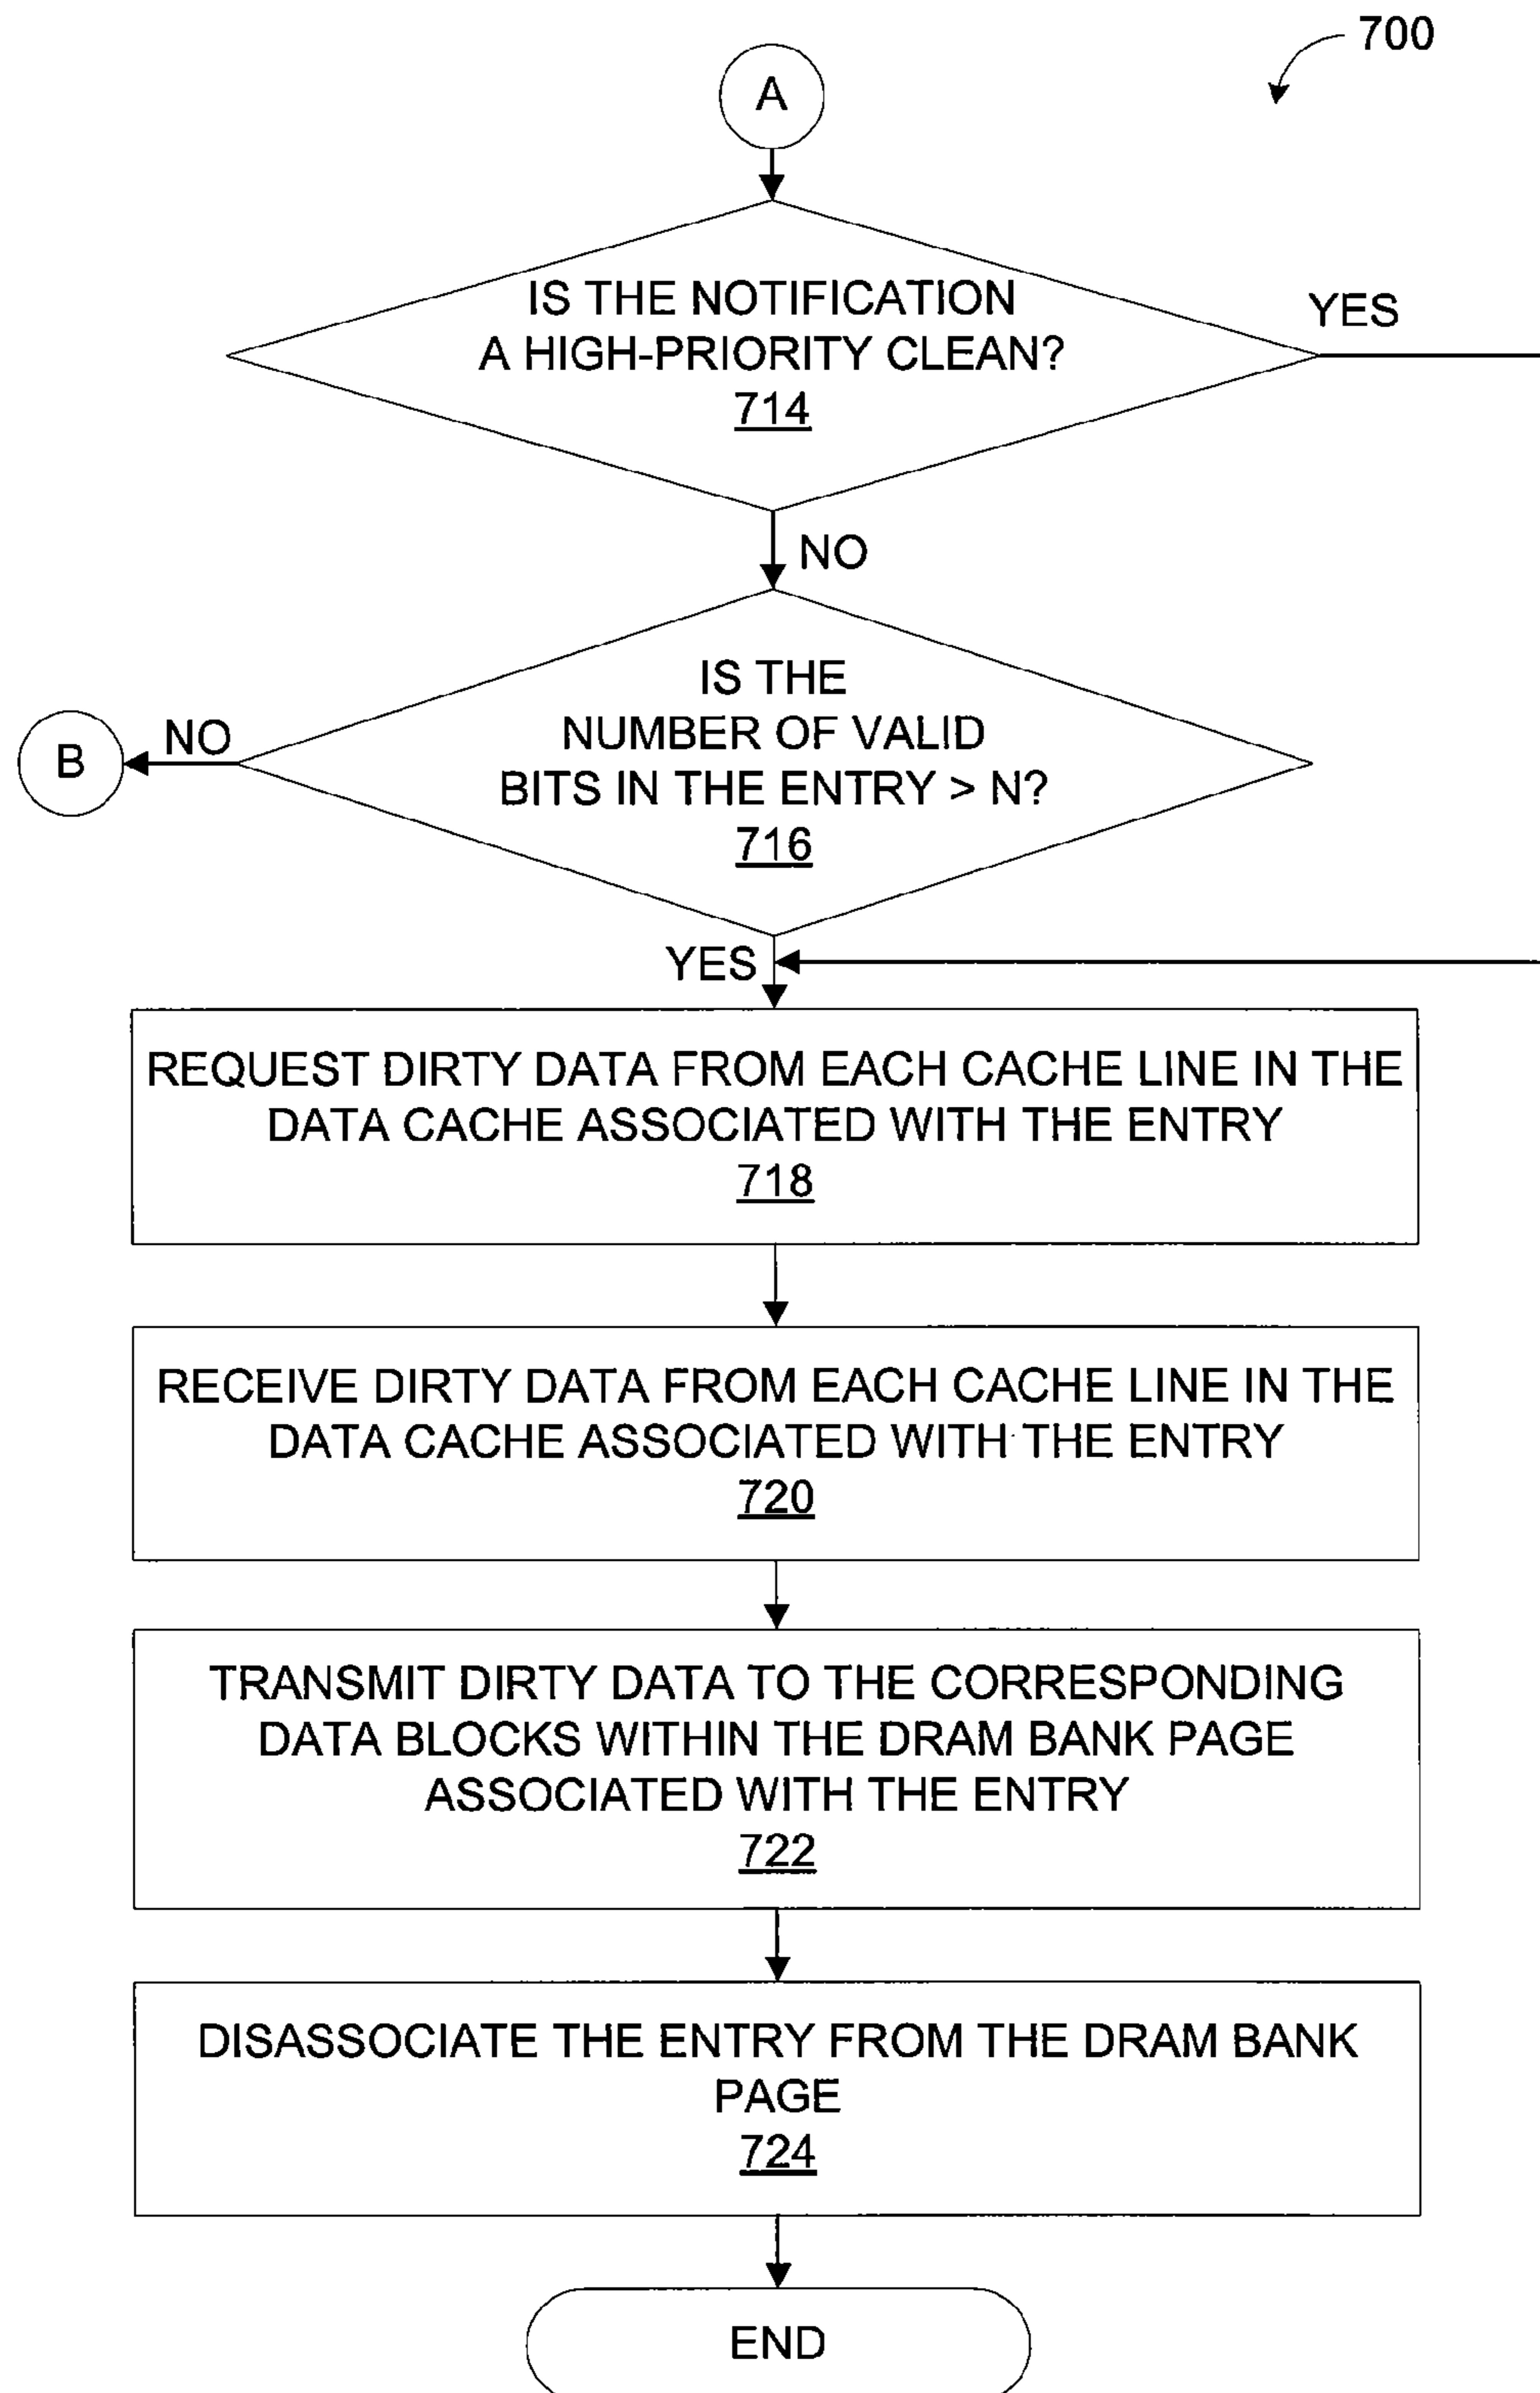 700
A
IS THE NOTIFICATION
A HIGH-PRIORITY CLEAN?
714
YES
NO
IS THE
NUMBER OF VALID
BITS IN THE ENTRY > N?
716
NO
B
YES
REQUEST DIRTY DATA FROM EACH CACHE LINE IN THE
DATA CACHE ASSOCIATED WITH THE ENTRY
718
RECEIVE DIRTY DATA FROM EACH CACHE LINE IN THE
DATA CACHE ASSOCIATED WITH THE ENTRY
720
TRANSMIT DIRTY DATA TO THE CORRESPONDING
DATA BLOCKS WITHIN THE DRAM BANK PAGE
ASSOCIATED WITH THE ENTRY
722
DISASSOCIATE THE ENTRY FROM THE DRAM BANK
PAGE
724
END